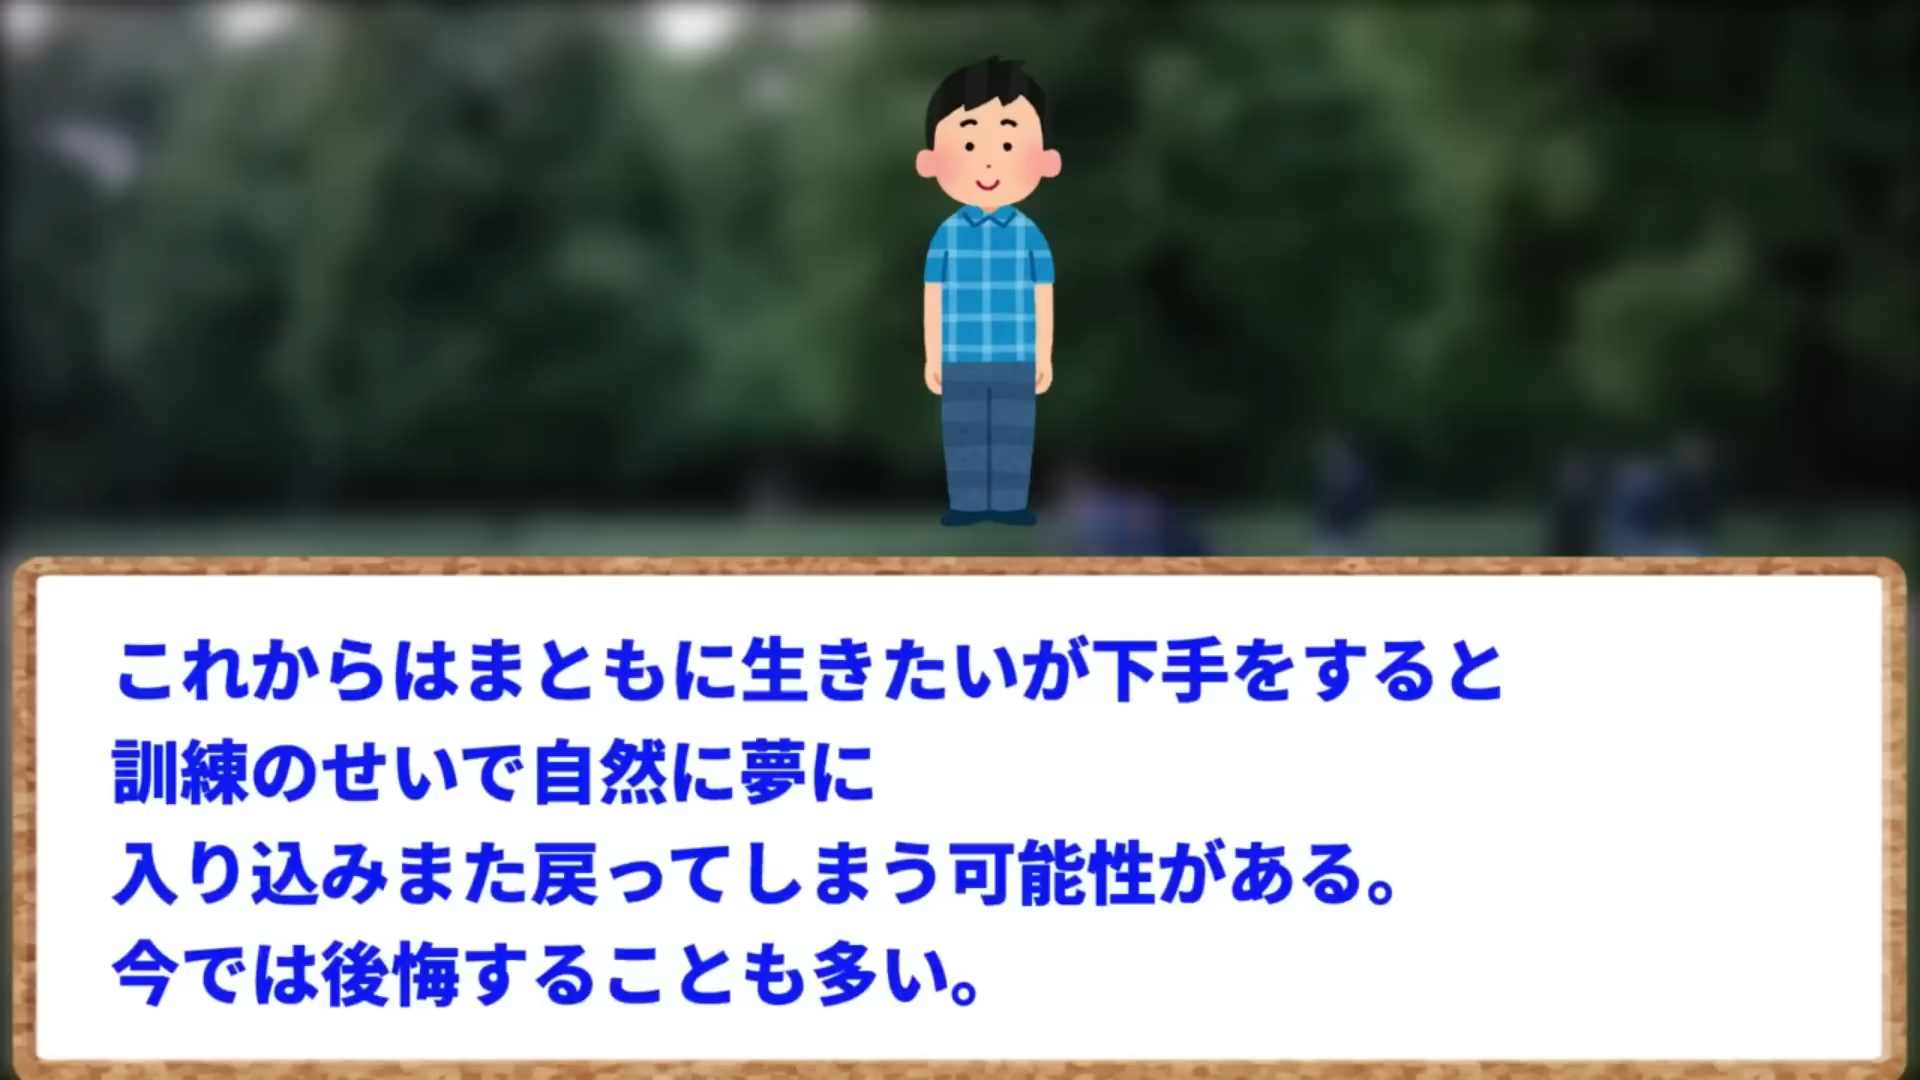 これからはまともに生きたいが下手をすると
訓練のせいで自然に夢に
入り込みまた戻ってしまう可能性がある。
今では後悔することも多い。